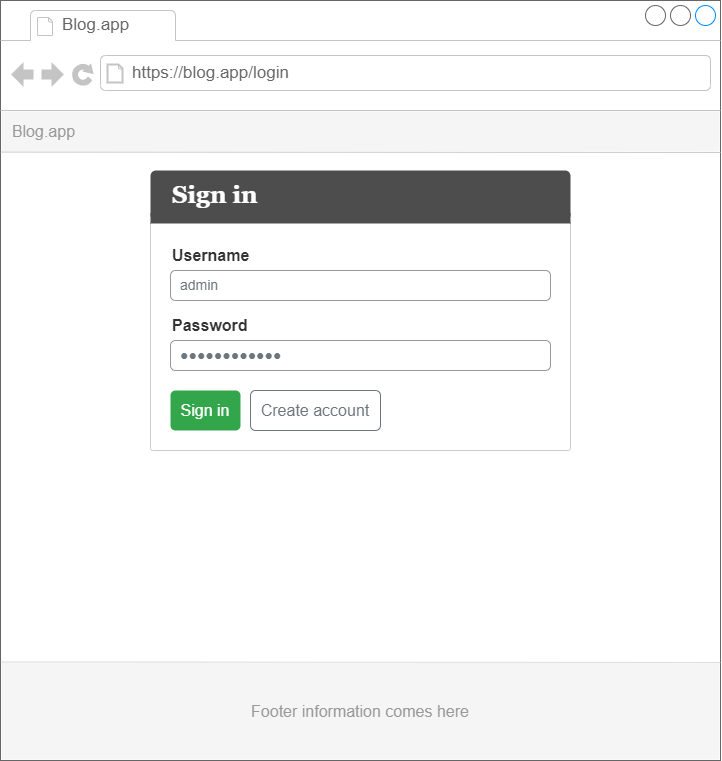 Blog.app
https://blog.app/login
Blog.app
Sign in
Username
admin
Password
●●●●●●●●●●●●
Sign in Create account
Footer information comes here